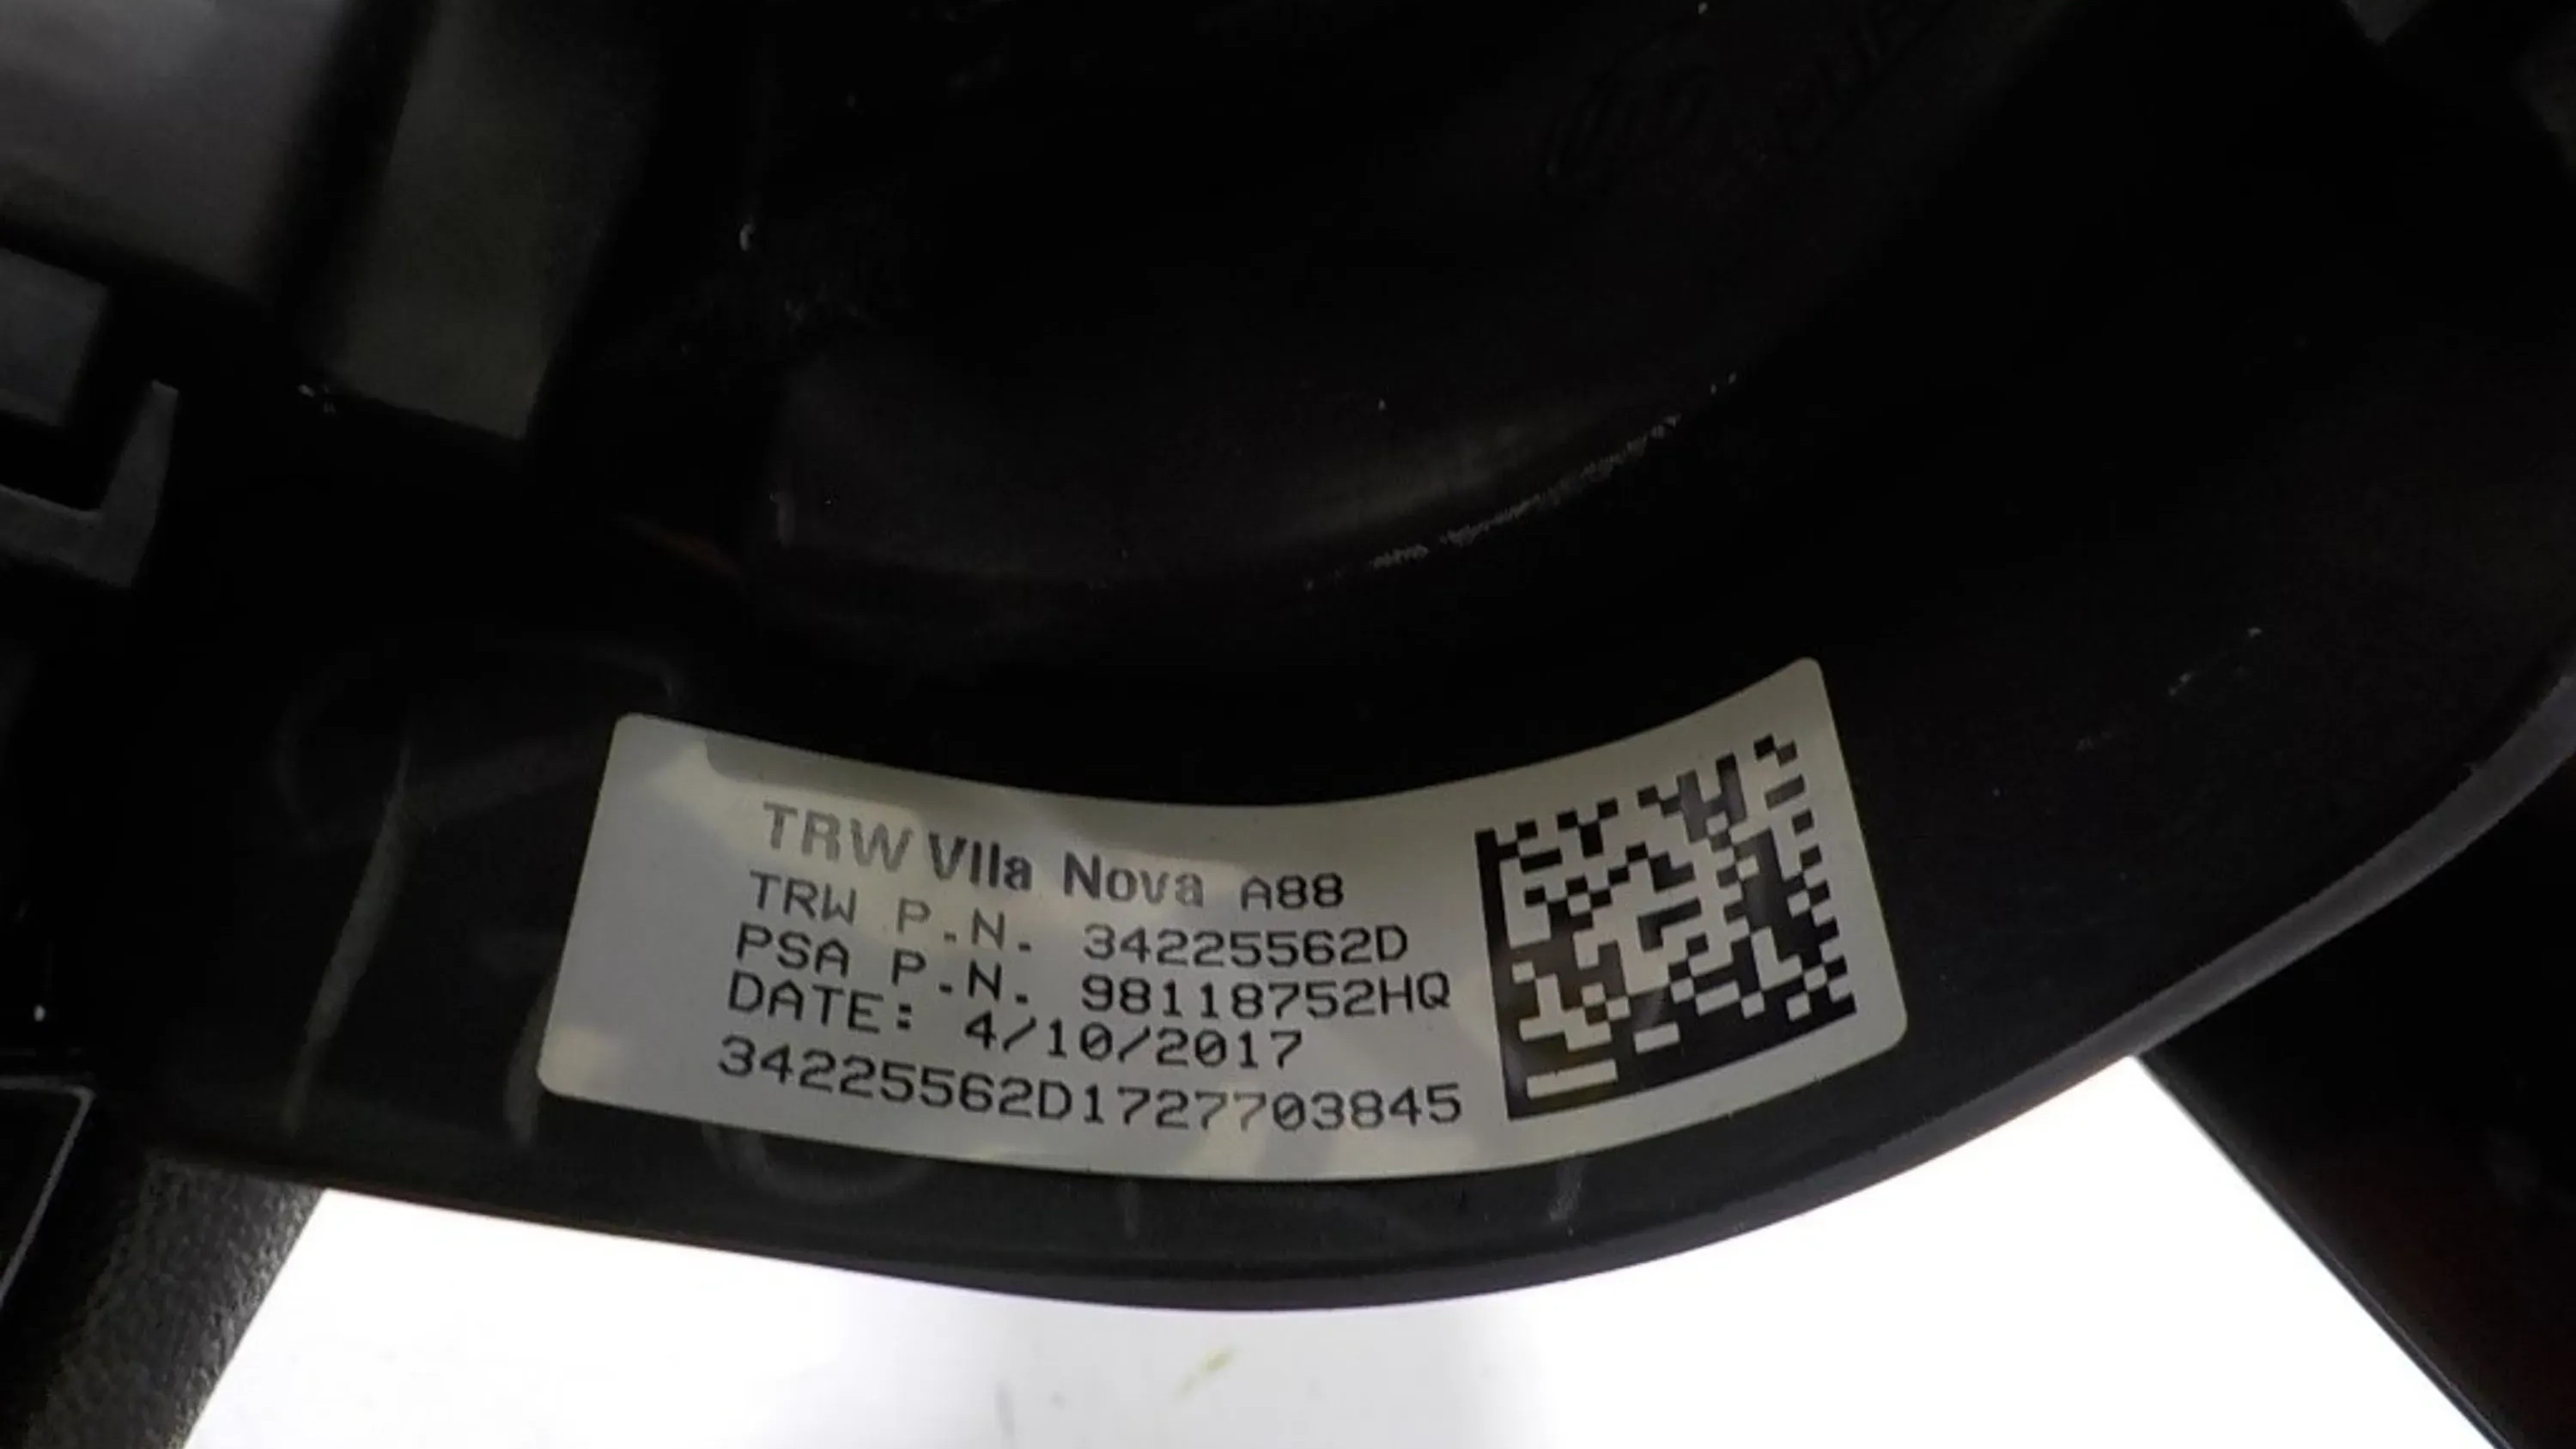 TRW Vila Nova A88
TRW P.N. 34225562D
PSA P.N. 98118752HQ
DATE: 4/10/2017
34225562D1727703845